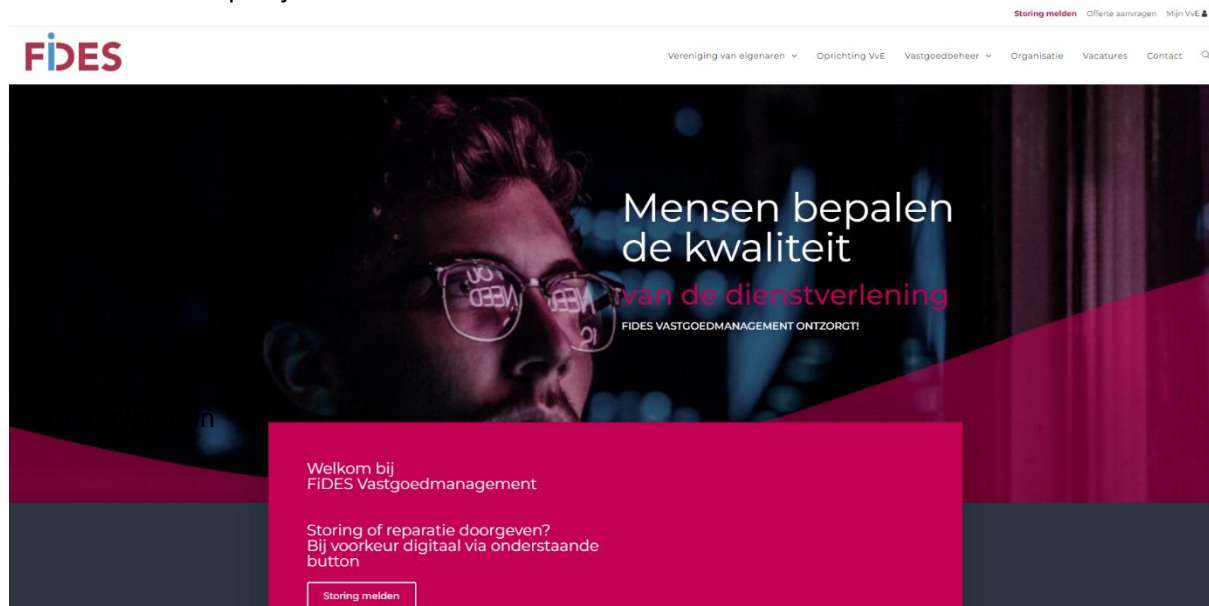 Storing melden Offerte aanvragen Mijn VvE
FiDES
Vereniging van eigenaren Oprichting VvE Vastgoedbeheer Organisatie Vacatures Contact
Mensen bepalen
de kwaliteit
van de dienstverlening
FIDES VASTGOEDMANAGEMENT ONTZORGT!
Welkom bij
FiDES Vastgoedmanagement
Storing of reparatie doorgeven?
Bij voorkeur digitaal via onderstaande
button
Storing melden